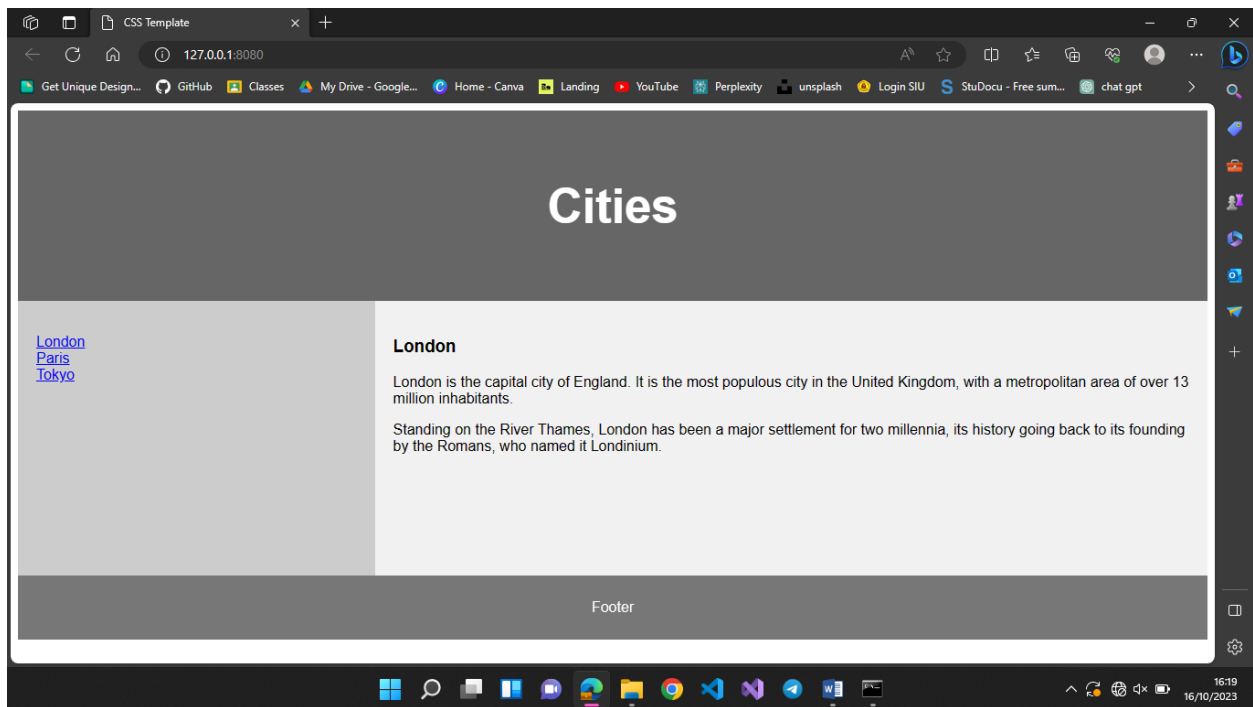 CSS Template
127.0.0.1:8080
Get Unique Design... GitHub Classes My Drive - Google... Home - Canva Landing YouTube Perplexity unsplash Login SIU StuDocu - Free sum... chat gpt
Cities
London
Paris
Tokyo
London
London is the capital city of England. It is the most populous city in the United Kingdom, with a metropolitan area of over 13
million inhabitants.
Standing on the River Thames, London has been a major settlement for two millennia, its history going back to its founding
by the Romans, who named it Londinium.
Footer
16:19
16/10/2023